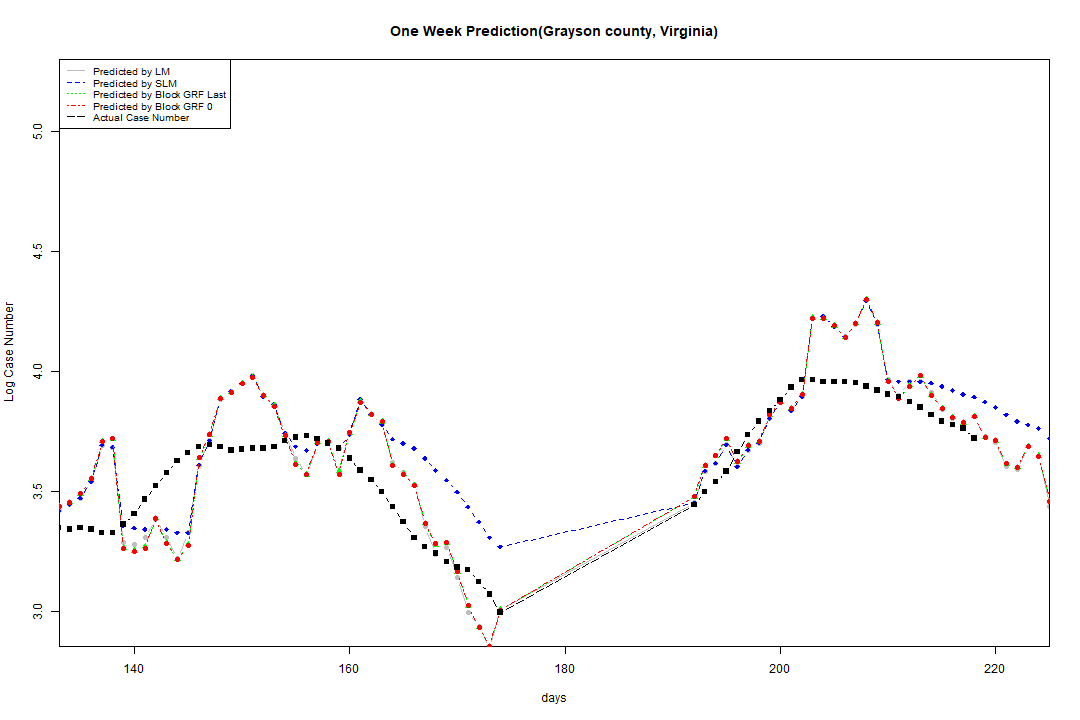 One Week Prediction(Grayson county, Virginia)
Predicted by LM
Predicted by SLM
Predicted by Block GRF Last
Predicted by Block GRF 0
Actual Case Number
5.0
4.5
4.0
3.5
3.0
Log Case Number
140 160 180 200 220
days